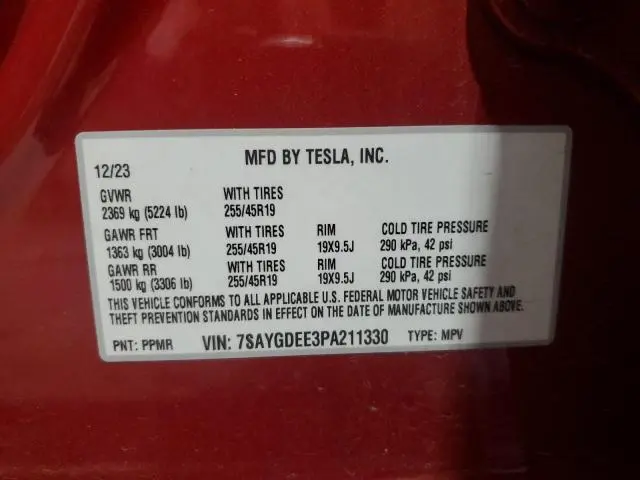 MFD BY TESLA, INC.
12/23
GVWR WITH TIRES
2369 kg (5224 lb) 255/45R19
GAWR FRT WITH TIRES RIM COLD TIRE PRESSURE
1363 kg (3004 lb) 255/45R19 19X9.5J 290 kPa, 42 psi
GAWR RR WITH TIRES RIM COLD TIRE PRESSURE
1500 kg (3306 lb) 255/45R19 19X9.5J 290 kPa, 42 psi
THIS VEHICLE CONFORMS TO ALL APPLICABLE U.S. FEDERAL MOTOR VEHICLE SAFETY AND
THEFT PREVENTION STANDARDS IN EFFECT ON THE DATE OF MANUFACTURE SHOWN ABOVE.
PNT: PPMR VIN: 7SAYGDEE3PA211330 TYPE: MPV